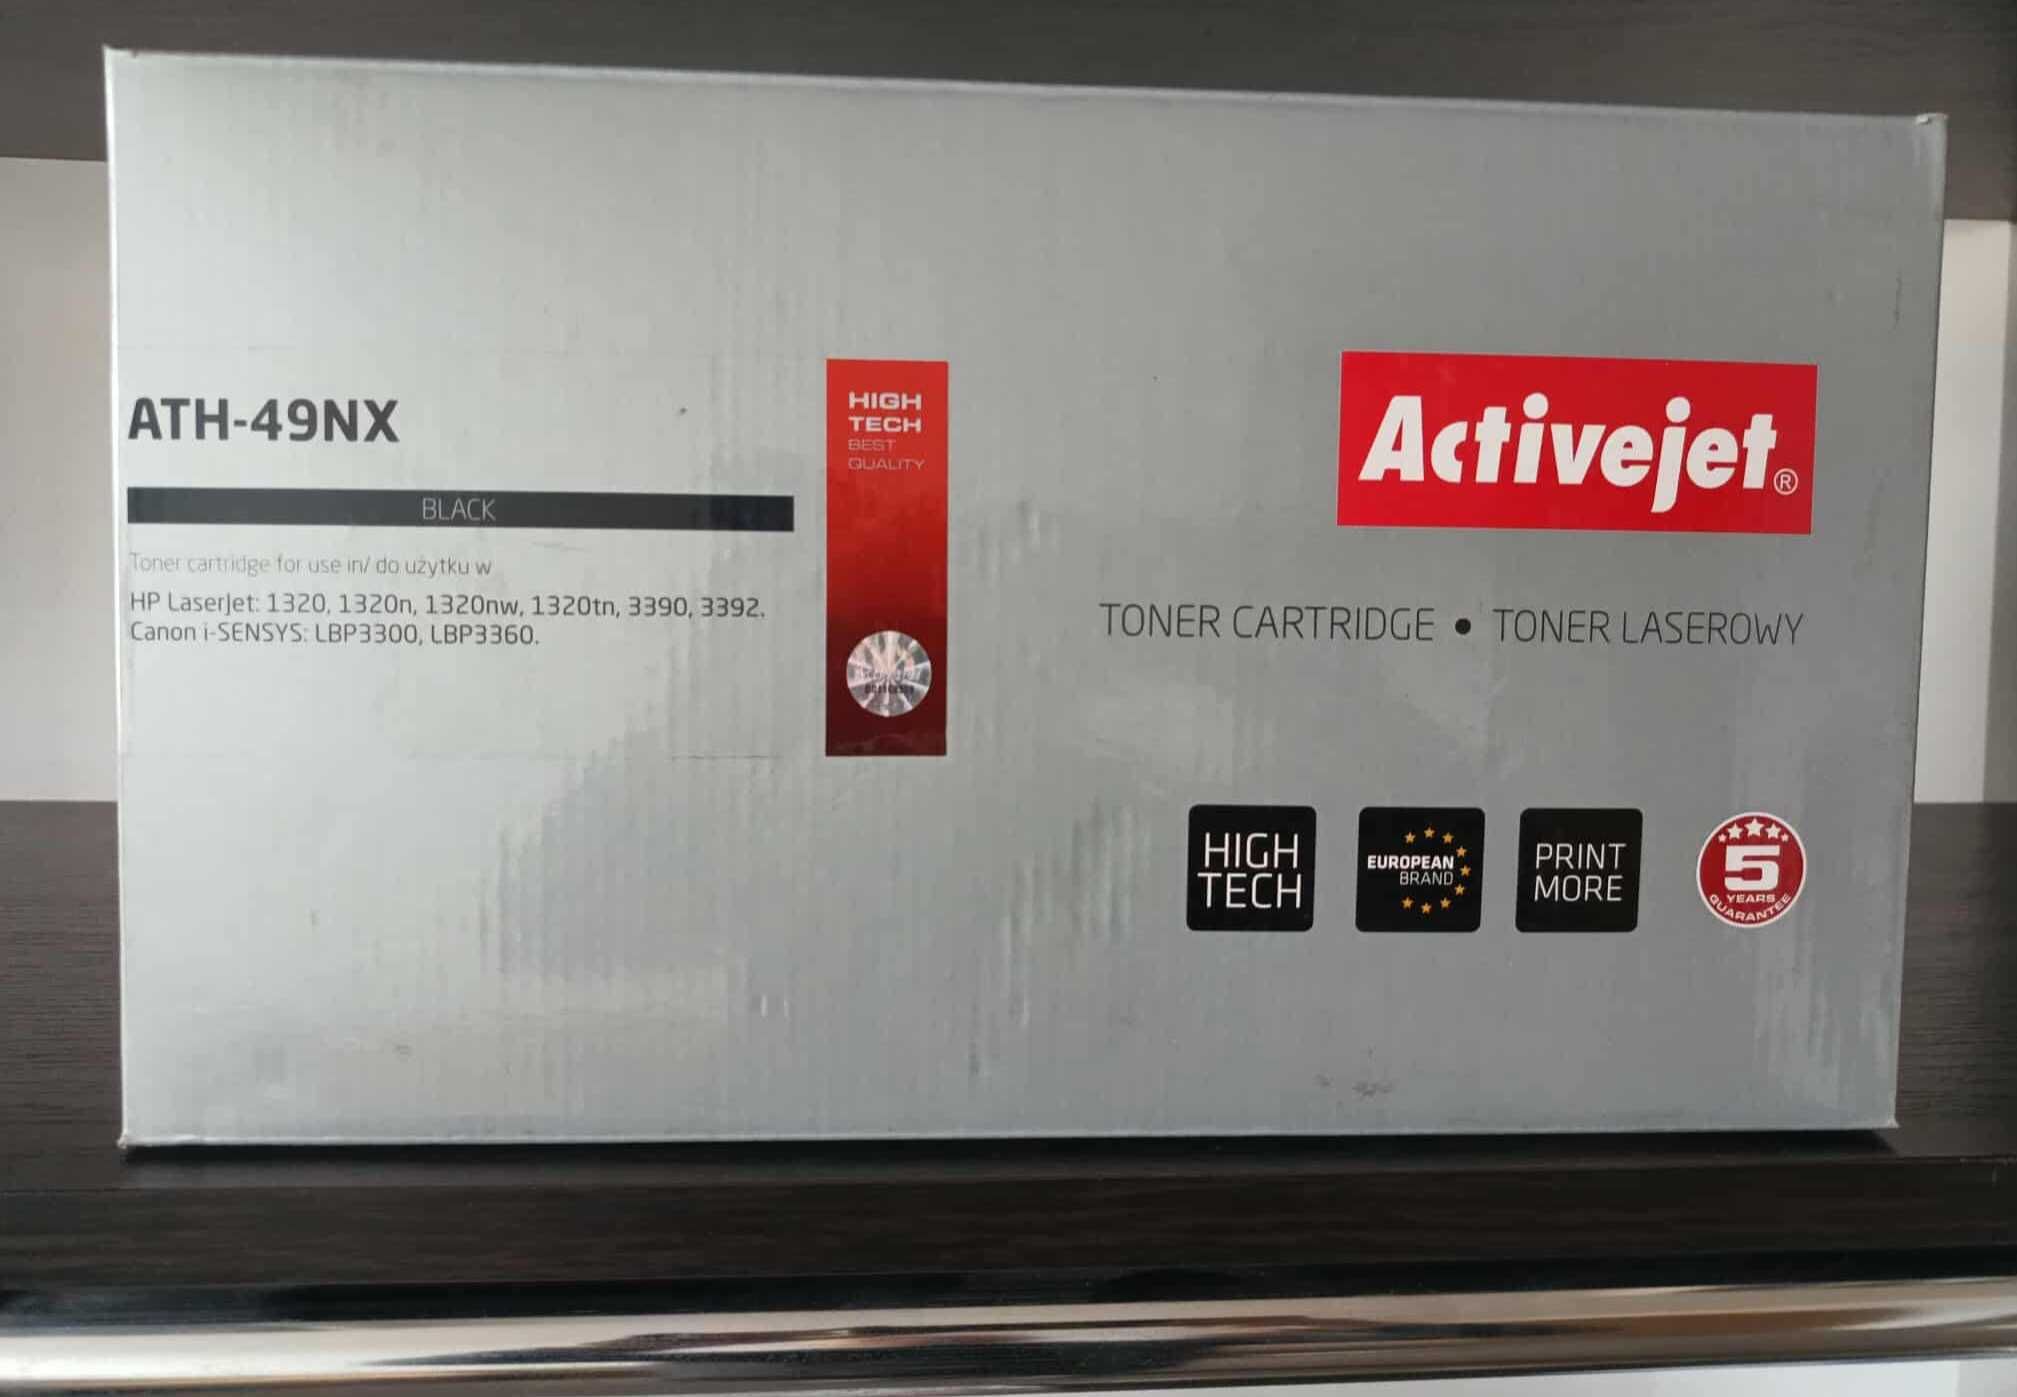 ATH-49NX
BLACK
Toner cartridge for use in/ do użytku w
HP LaserJet: 1320, 1320n, 1320nw, 1320tn, 3390, 3392.
Canon i-SENSYS: LBP3300, LBP3360.
HIGH
TECH
BEST
QUALITY
Activejet®
TONER CARTRIDGE • TONER LASEROWY
HIGH
TECH
EUROPEAN
BRAND
PRINT
MORE
5
YEARS
GUARANTEE